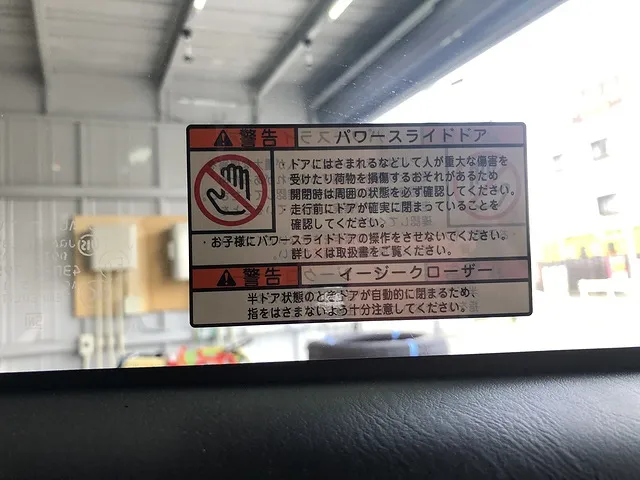 警告 パワースライドドア
・ドアにはさまれるなどして人が重大な傷害を
受けたり荷物を損傷するおそれがあるため
開閉時は周囲の状態を必ず確認してください。
・走行前にドアが確実に閉まっていることを
確認してください。
・お子様にパワースライドドアの操作をさせないでください。
詳しくは取扱書をご覧ください。
警告 イージークローザー
半ドア状態のときドアが自動的に閉まるため、
指をはさまないよう十分注意してください。